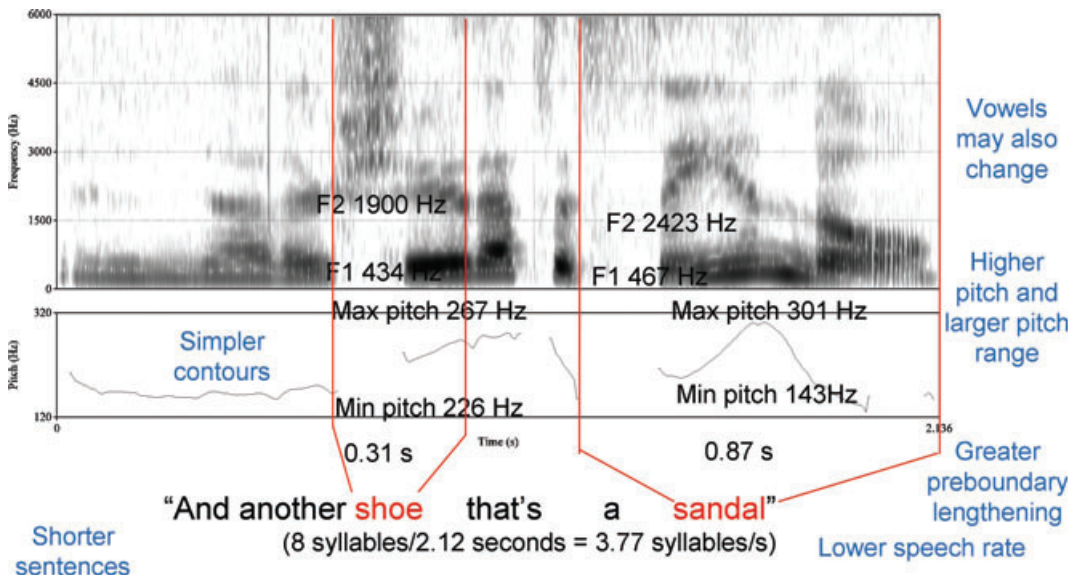 6000
4500
3000
1500
0
Frequency (Hz)
F2 1900 Hz
F1 434 Hz
F2 2423 Hz
F1 467 Hz
Vowels
may also
change
Max pitch 267 Hz
Max pitch 301 Hz
Higher
pitch and
larger pitch
range
320
120
Pitch (Hz)
Simpler
contours
Min pitch 226 Hz
Min pitch 143Hz
0
Time (s)
2.136
0.31 s
0.87 s
Greater
preboundary
lengthening
“And another shoe that's a sandal”
(8 syllables/2.12 seconds = 3.77 syllables/s)
Shorter
sentences
Lower speech rate